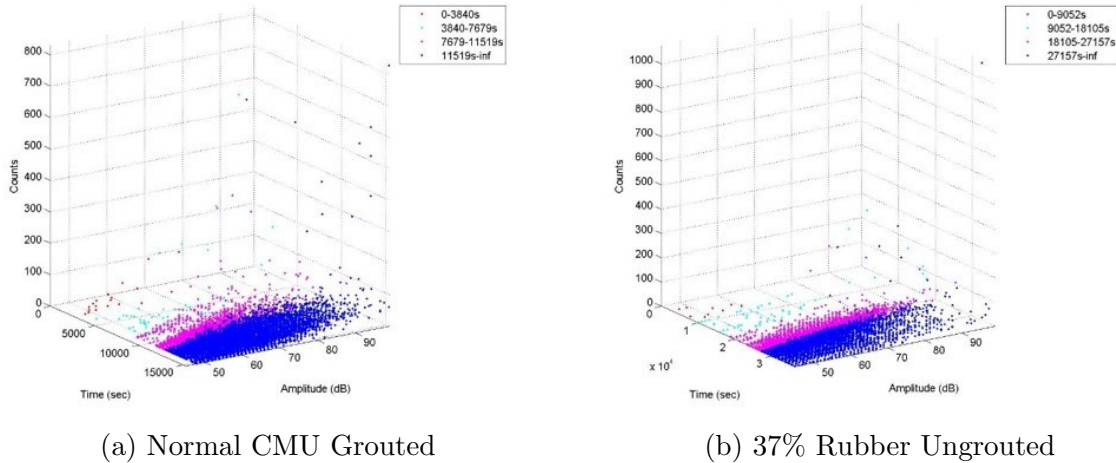 0-3840s
3840-7679s
7679-11519s
11519s-inf
800
700
600
500
400
300
200
100
0
Counts
0
5000
10000
15000
Time (sec)
50
60
70
80
90
Amplitude (dB)
(a) Normal CMU Grouted
0-9052s
9052-18105s
18105-27157s
27157s-inf
1000
900
800
700
600
500
400
300
200
100
0
Counts
0
1
2
3
x 10⁴
Time (sec)
50
60
70
80
90
Amplitude (dB)
(b) 37% Rubber Ungrouted